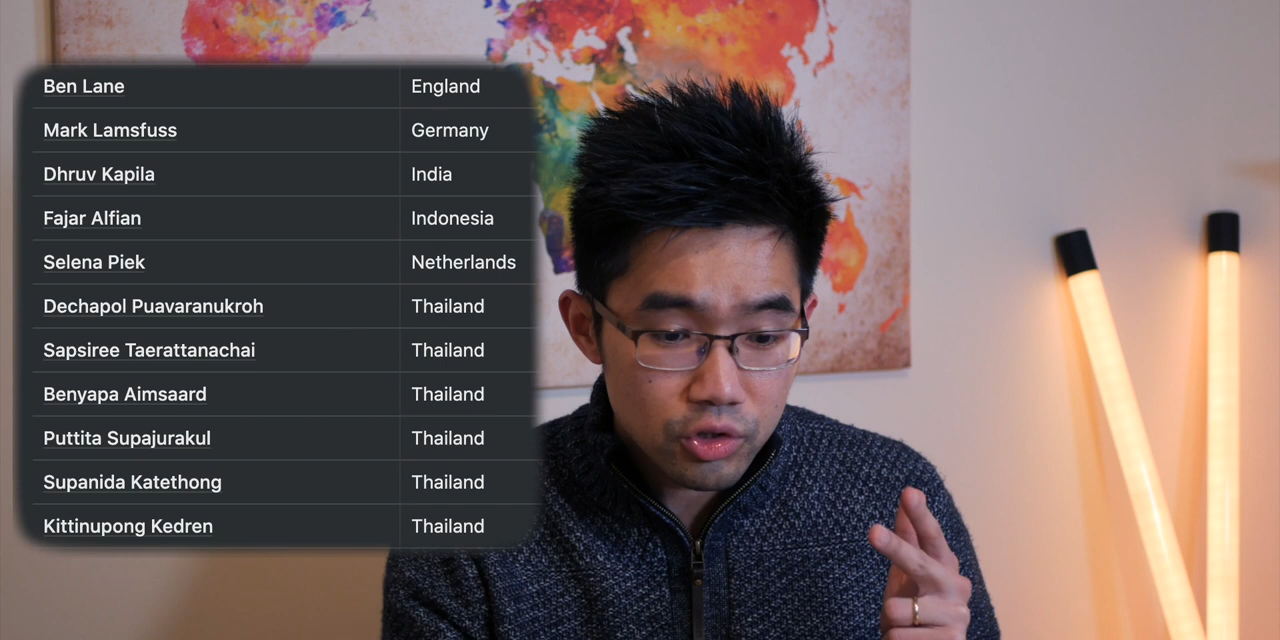 Ben Lane England
Mark Lamsfuss Germany
Dhruv Kapila India
Fajar Alfian Indonesia
Selena Piek Netherlands
Dechapol Puavaranukroh Thailand
Sapsiree Taerattanachai Thailand
Benyapa Aimsaard Thailand
Puttita Supajurakul Thailand
Supanida Katethong Thailand
Kittinupong Kedren Thailand